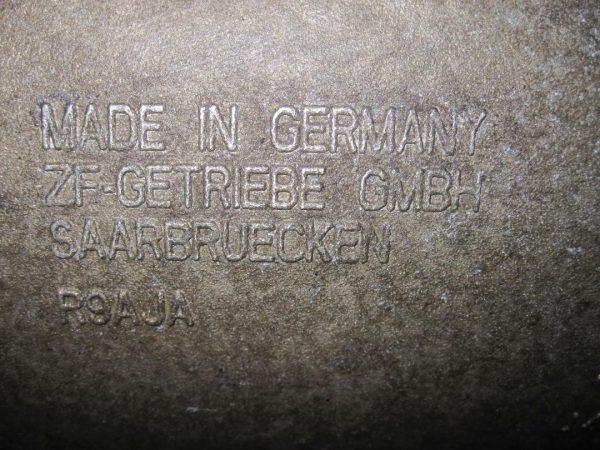 MADE IN GERMANY
ZF-GETRIEBE GMBH
SAARBRUECKEN
R9AJA